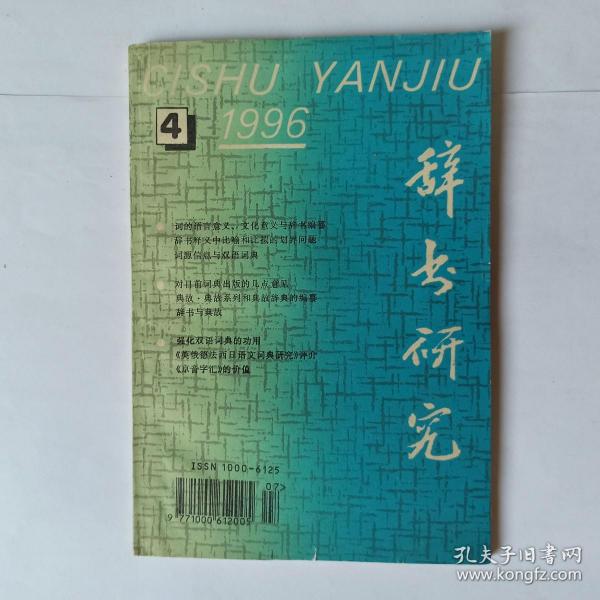 CISHU YANJIU
4
1996
辞书研究
词的语言意义、文化意义与辞书编纂
辞书释义中比喻和比拟的划界问题
词源信息与双语词典
对目前词典出版的几点意见
典故·典故系列和典故辞典的编纂
辞书与典故
强化双语词典的功用
《英俄德法西日语文词典研究》评介
《京音字汇》的价值
ISSN 1000-6125
07>
9 771000 612005
孔夫子旧书网
www.kongfz.com